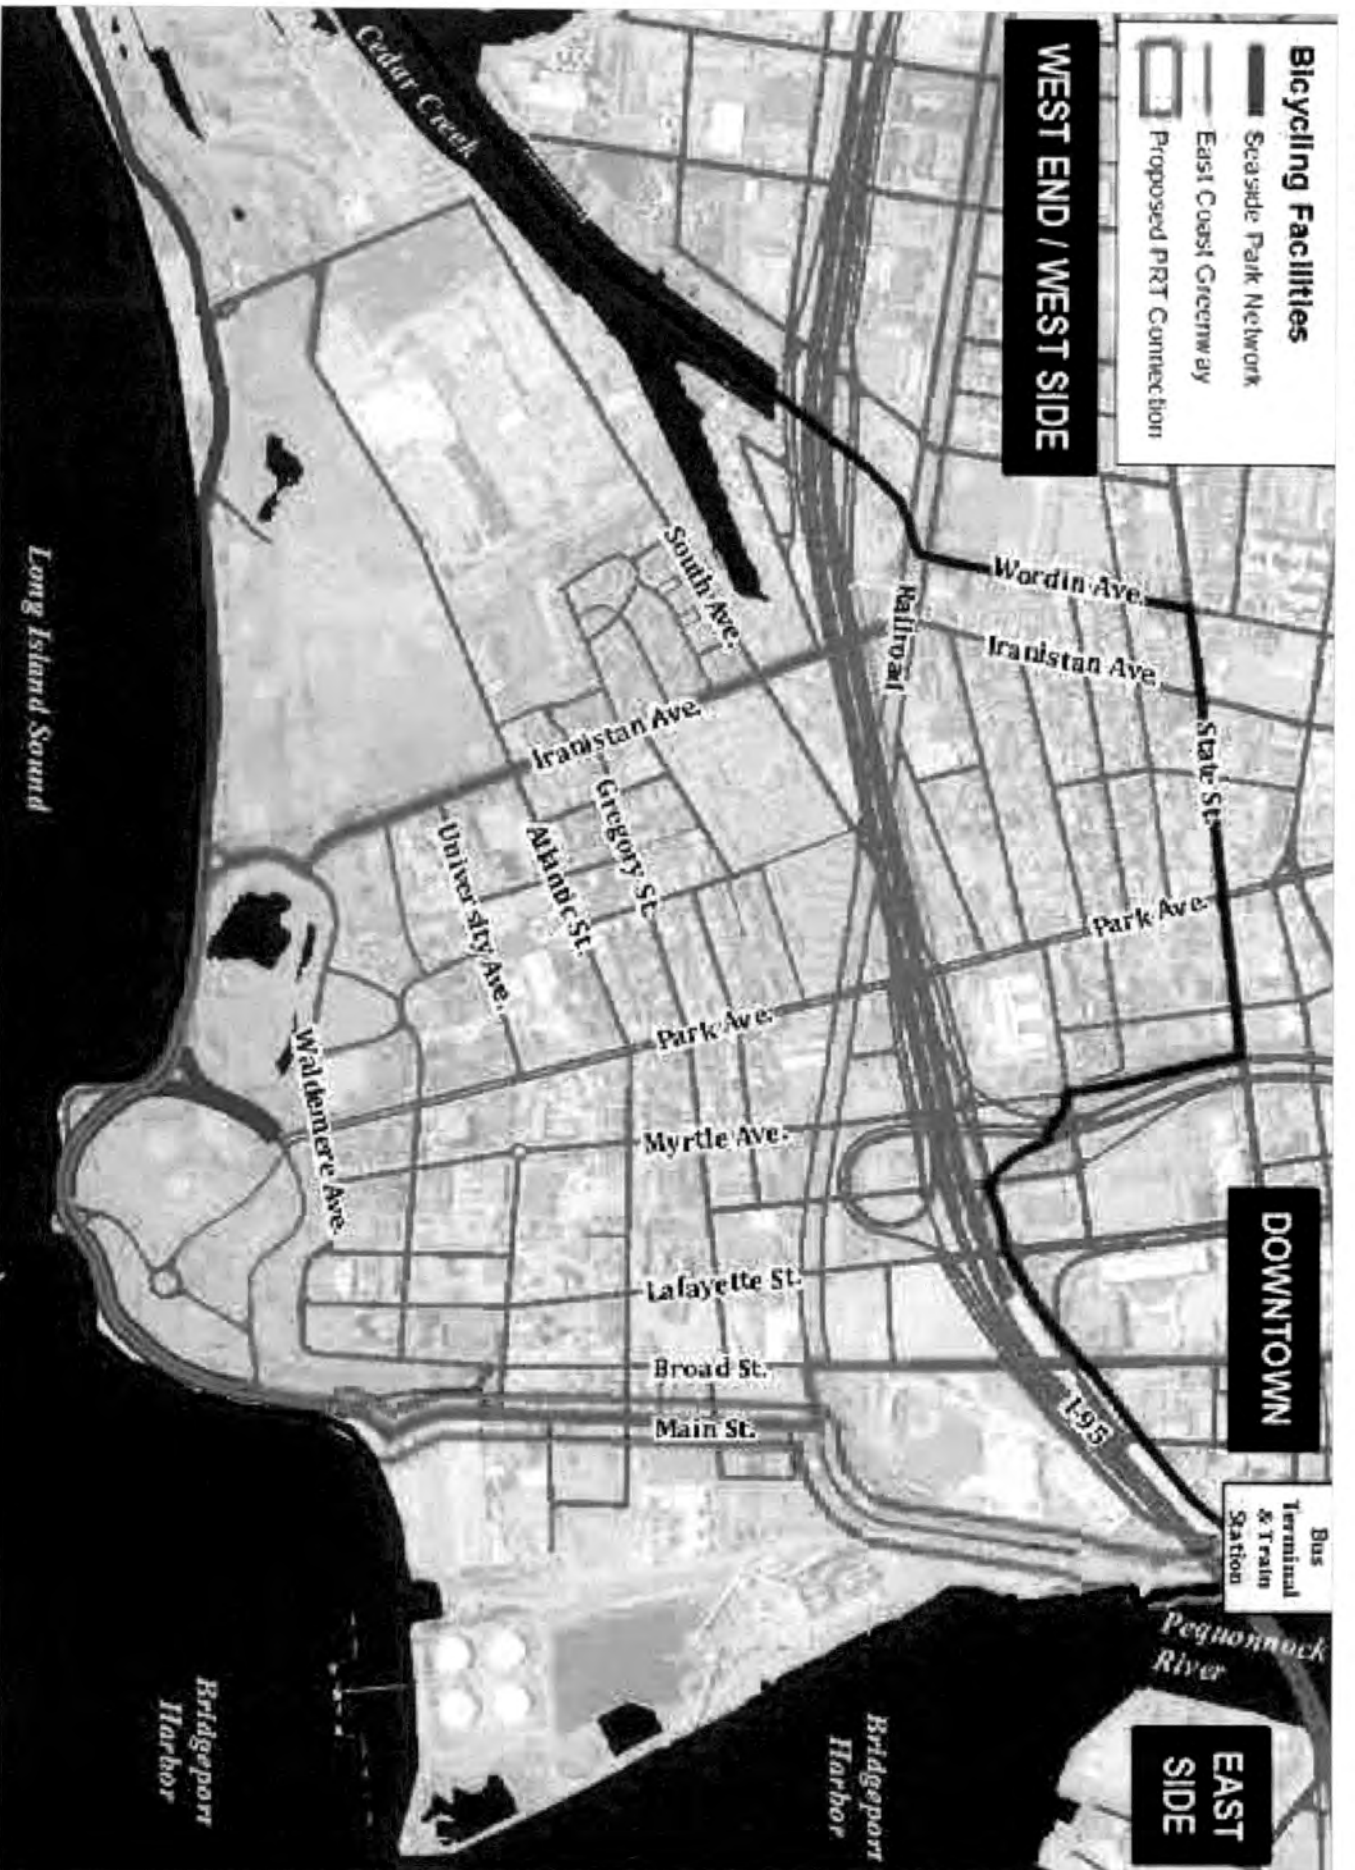 Bicycling Facilities
Seaside Park Network
East Coast Greenway
Proposed PRT Connection
WEST END / WEST SIDE
DOWNTOWN
Bus
Terminal
& Train
Station
EAST
SIDE
Cedar Creek
Wordin Ave.
Iranistan Ave.
State St.
Railroad
South Ave.
Park Ave.
Iranistan Ave.
Gregory St.
Atlantic St.
University Ave.
Park Ave.
Waldemere Ave.
Myrtle Ave.
Lafayette St.
Broad St.
Main St.
I-95
Pequonnock
River
Long Island Sound
Bridgeport
Harbor
Bridgeport
Harbor